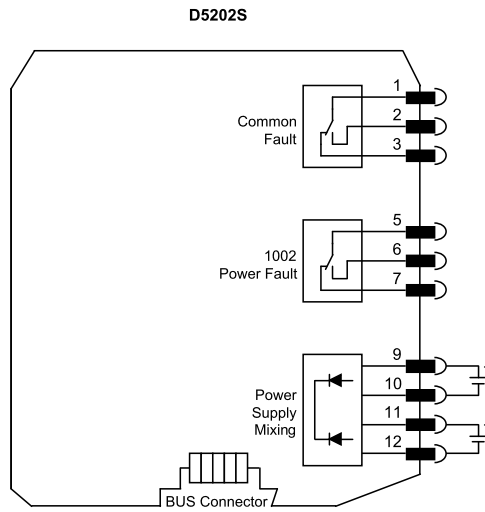 D5202S
Common
Fault
1
2
3
1002
Power Fault
5
6
7
Power
Supply
Mixing
9
10
11
12
BUS Connector